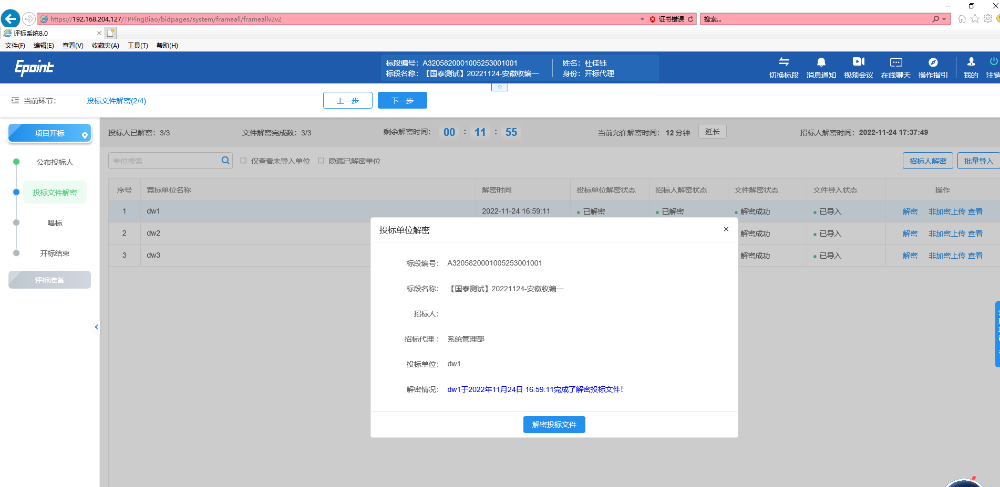 https://192.168.204.127/TPPingBiao/bidpages/system/frameall/frameallv2v2
证书错误
搜索...
评标系统8.0
文件(F) 编辑(E) 查看(V) 收藏夹(A) 工具(T) 帮助(H)
Epoint
标段编号：A3205820001005253001001
标段名称：【国泰测试】20221124-安徽收编一
姓名：杜佳钰
身份：开标代理
切换标段 消息通知 视频会议 在线聊天 操作指引 我的 注销
当前环节：
投标文件解密(2/4)
上一步
下一步
项目开标
公布投标人
投标文件解密
唱标
开标结束
评标准备
投标人已解密：3/3
文件解密完成数：3/3
剩余解密时间：
00 : 11 : 55
当前允许解密时间：12 分钟
延长
招标人解密时间：2022-11-24 17:37:49
单位搜索
仅查看未导入单位
隐藏已解密单位
招标人解密
批量导入
序号 竞标单位名称 解密时间 投标单位解密状态 招标人解密状态 文件解密状态 文件导入状态 操作
1 dw1 2022-11-24 16:59:11 已解密 已解密 解密成功 已导入 解密 非加密上传 查看
2 dw2 解密成功 已导入 解密 非加密上传 查看
3 dw3 解密成功 已导入 解密 非加密上传 查看
投标单位解密
标段编号：A3205820001005253001001
标段名称：【国泰测试】20221124-安徽收编一
招标人：
招标代理：系统管理部
投标单位：dw1
解密情况：dw1于2022年11月24日 16:59:11完成了解密投标文件！
解密投标文件